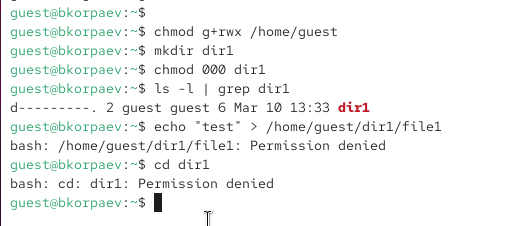 guest@bkorpaev:~$
guest@bkorpaev:~$ chmod g+rwx /home/guest
guest@bkorpaev:~$ mkdir dir1
guest@bkorpaev:~$ chmod 000 dir1
guest@bkorpaev:~$ ls -l | grep dir1
d---------. 2 guest guest 6 Mar 10 13:33 dir1
guest@bkorpaev:~$ echo "test" > /home/guest/dir1/file1
bash: /home/guest/dir1/file1: Permission denied
guest@bkorpaev:~$ cd dir1
bash: cd: dir1: Permission denied
guest@bkorpaev:~$